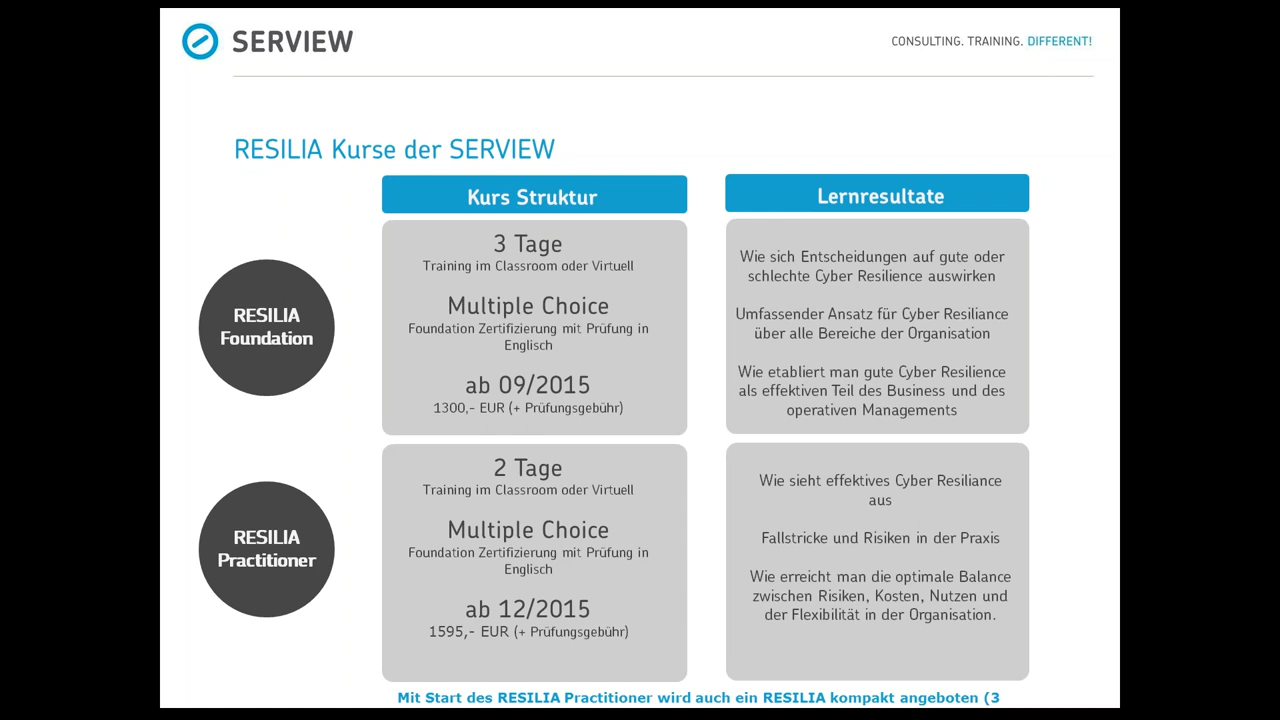 SERVIEW
CONSULTING. TRAINING. DIFFERENT!
RESILIA Kurse der SERVIEW
Kurs Struktur
Lernresultate
RESILIA
Foundation
3 Tage
Training im Classroom oder Virtuell
Multiple Choice
Foundation Zertifizierung mit Prüfung in
Englisch
ab 09/2015
1300,- EUR (+ Prüfungsgebühr)
Wie sich Entscheidungen auf gute oder
schlechte Cyber Resilience auswirken
Umfassender Ansatz für Cyber Resiliance
über alle Bereiche der Organisation
Wie etabliert man gute Cyber Resilience
als effektiven Teil des Business und des
operativen Managements
RESILIA
Practitioner
2 Tage
Training im Classroom oder Virtuell
Multiple Choice
Foundation Zertifizierung mit Prüfung in
Englisch
ab 12/2015
1595,- EUR (+ Prüfungsgebühr)
Wie sieht effektives Cyber Resiliance
aus
Fallstricke und Risiken in der Praxis
Wie erreicht man die optimale Balance
zwischen Risiken, Kosten, Nutzen und
der Flexibilität in der Organisation.
Mit Start des RESILIA Practitioner wird auch ein RESILIA kompakt angeboten (3